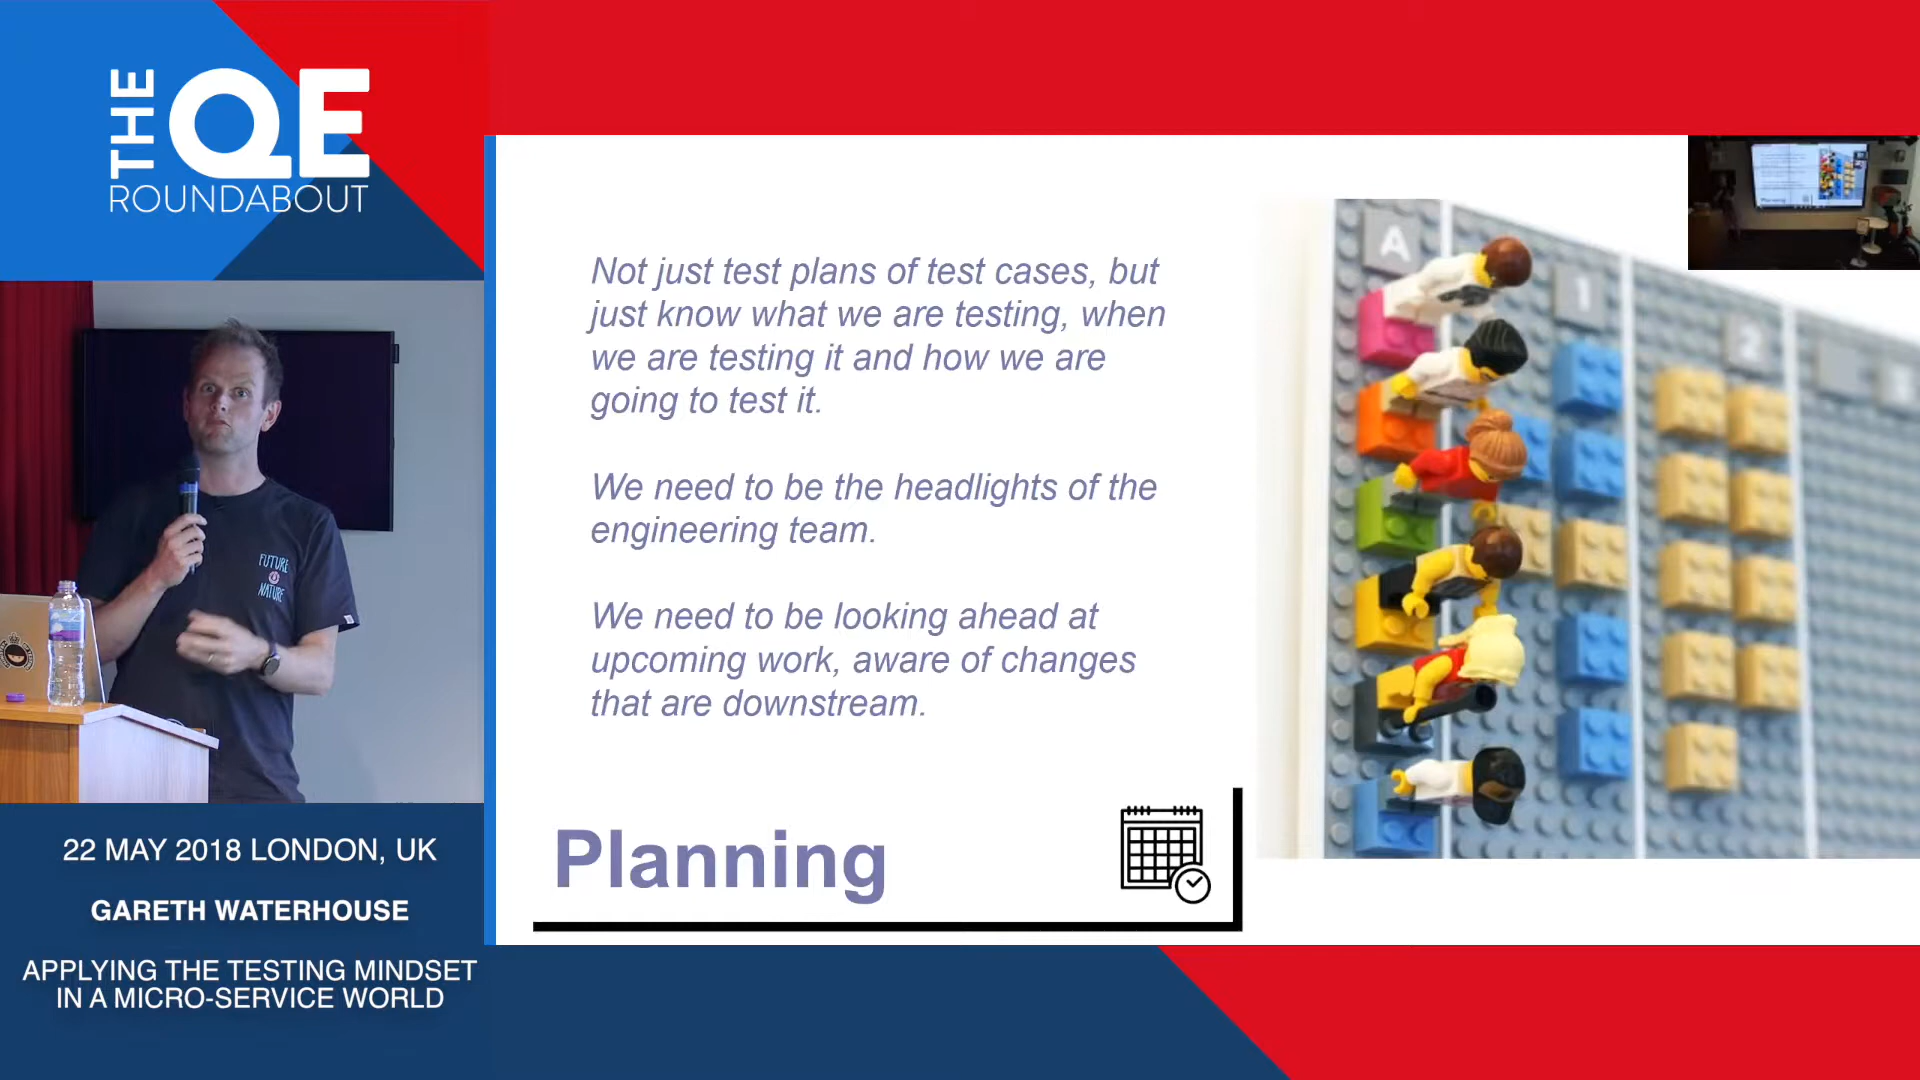 THE
QE
ROUNDABOUT
FUTURE
NATURE
22 MAY 2018 LONDON, UK
GARETH WATERHOUSE
APPLYING THE TESTING MINDSET
IN A MICRO-SERVICE WORLD
Not just test plans of test cases, but
just know what we are testing, when
we are testing it and how we are
going to test it.
We need to be the headlights of the
engineering team.
We need to be looking ahead at
upcoming work, aware of changes
that are downstream.
Planning
A
1
2